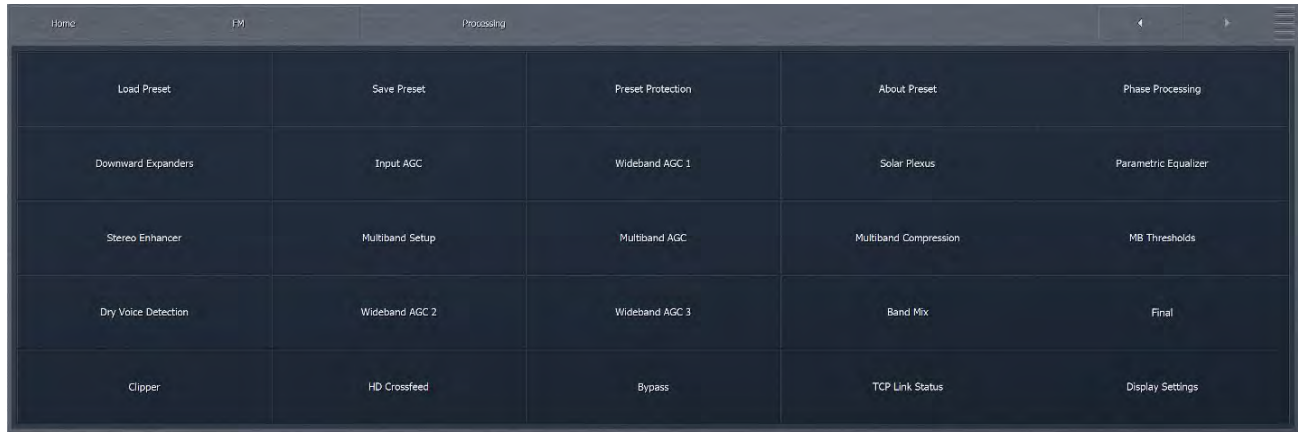 Home FM Processing
Load Preset Save Preset Preset Protection About Preset Phase Processing
Downward Expanders Input AGC Wideband AGC 1 Solar Plexus Parametric Equalizer
Stereo Enhancer Multiband Setup Multiband AGC Multiband Compression MB Thresholds
Dry Voice Detection Wideband AGC 2 Wideband AGC 3 Band Mix Final
Clipper HD Crossfeed Bypass TCP Link Status Display Settings